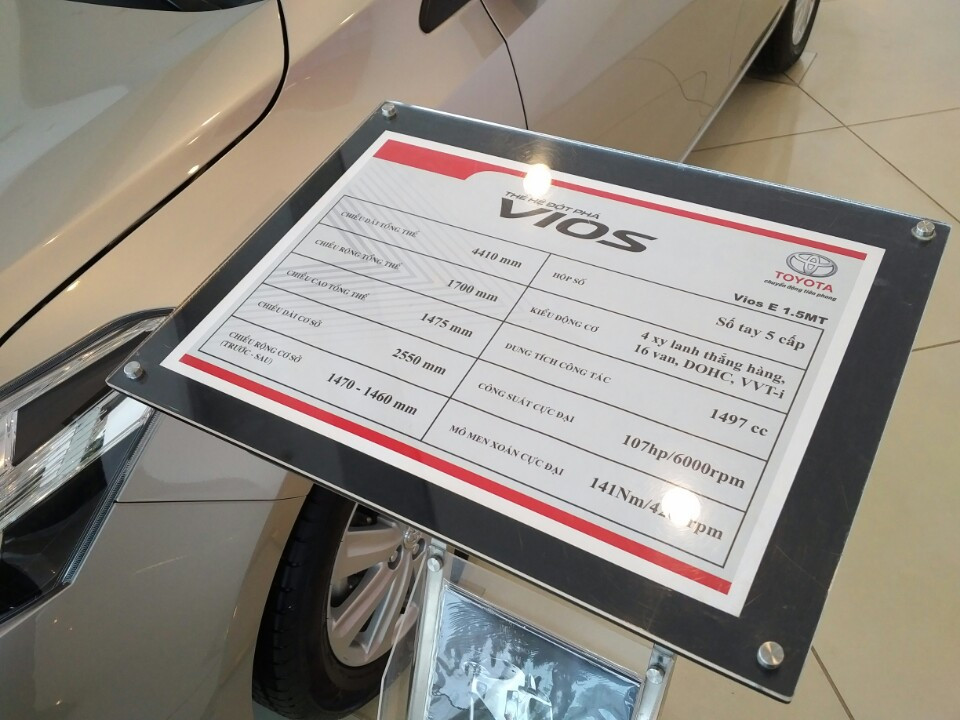 THẾ HỆ ĐỘT PHÁ
VIOS
TOYOTA
chuyển động tiên phong
Vios E 1.5MT
CHIỀU DÀI TỔNG THỂ 4410 mm
CHIỀU RỘNG TỔNG THỂ 1700 mm
CHIỀU CAO TỔNG THỂ 1475 mm
CHIỀU DÀI CƠ SỞ 2550 mm
CHIỀU RỘNG CƠ SỞ
(TRƯỚC - SAU) 1470 - 1460 mm
HỘP SỐ Số tay 5 cấp
KIỂU ĐỘNG CƠ 4 xy lanh thẳng hàng,
16 van, DOHC, VVT-i
DUNG TÍCH CÔNG TÁC 1497 cc
CÔNG SUẤT CỰC ĐẠI 107hp/6000rpm
MÔ MEN XOẮN CỰC ĐẠI